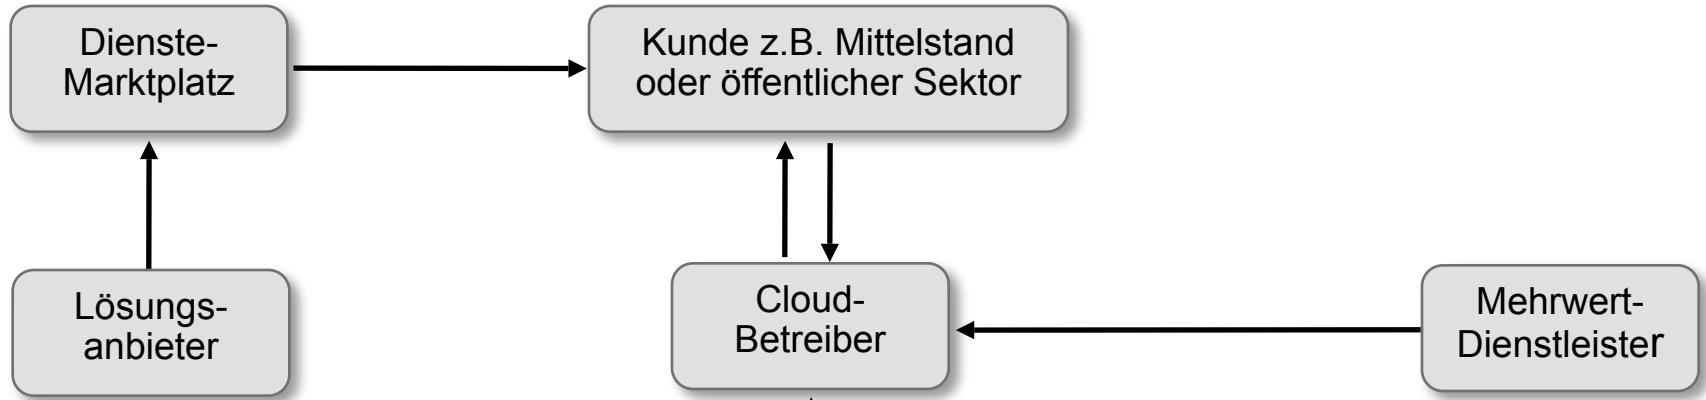 Dienste-
Marktplatz
Kunde z.B. Mittelstand
oder öffentlicher Sektor
Lösungs-
anbieter
Cloud-
Betreiber
Mehrwert-
Dienstleister